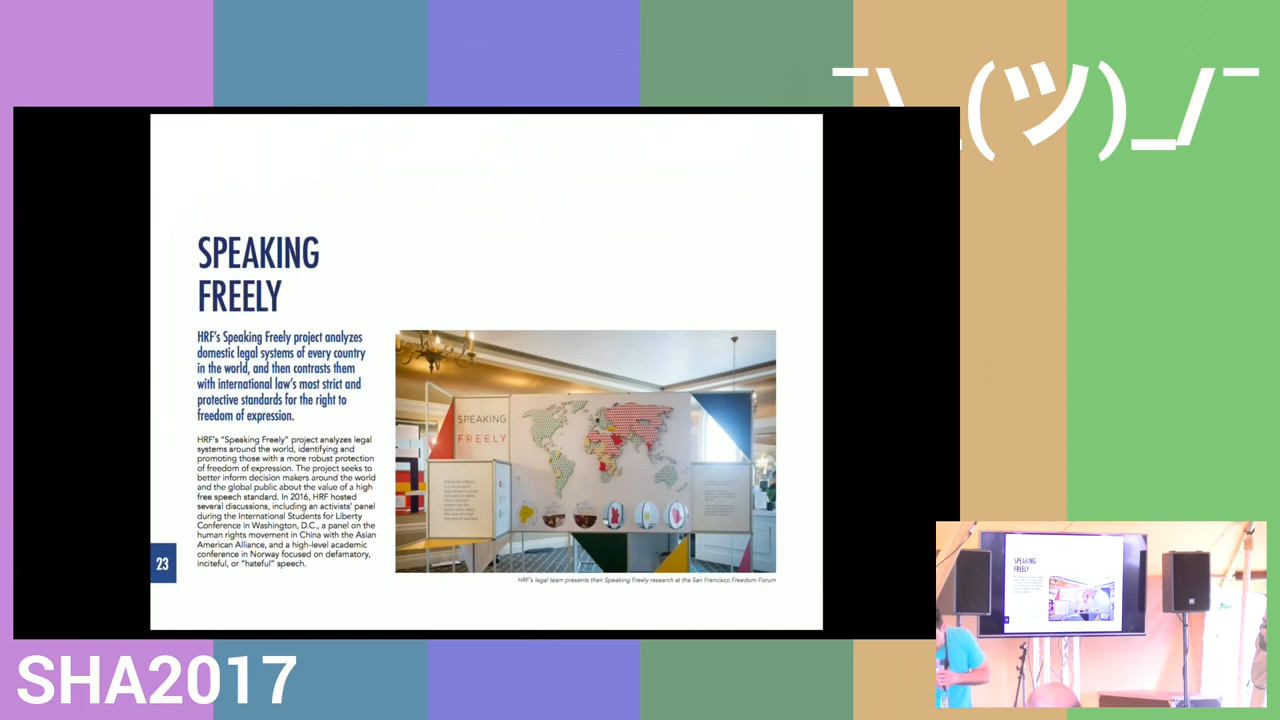 ¯\_(ツ)_/¯
SPEAKING
FREELY
HRF's Speaking Freely project analyzes
domestic legal systems of every country
in the world, and then contrasts them
with international law's most strict and
protective standards for the right to
freedom of expression.
HRF's "Speaking Freely" project analyzes legal
systems around the world, identifying and
promoting those with a more robust protection
of freedom of expression. The project seeks to
better inform decision makers around the world
and the global public about the value of a high
free speech standard. In 2016, HRF hosted
several discussions, including an activists' panel
during the International Students for Liberty
Conference in Washington, D.C., a panel on the
human rights movement in China with the Asian
American Alliance, and a high-level academic
conference in Norway focused on defamatory,
inciteful, or "hateful" speech.
23
SPEAKING
FREELY
HRF's legal team presents their Speaking Freely research at the San Francisco Freedom Forum
SPEAKING
FREELY
SHA2017